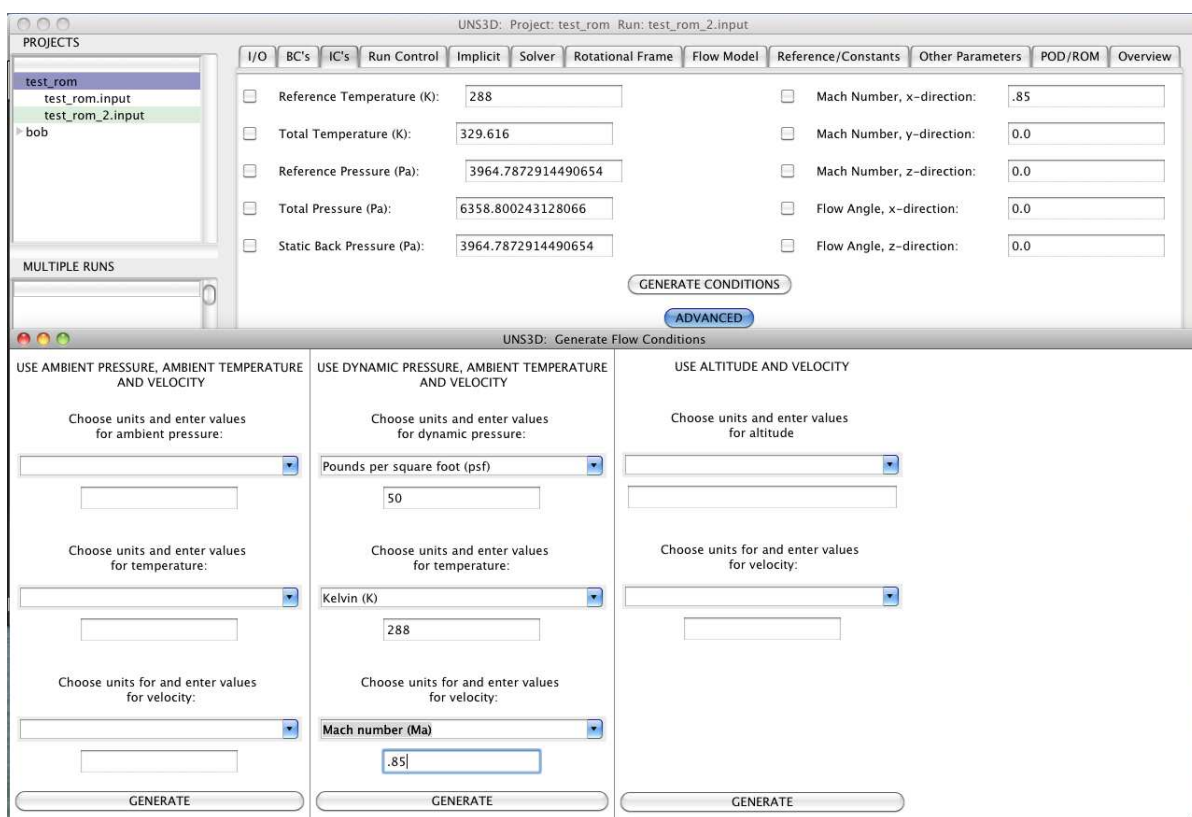 UNS3D: Project: test_rom Run: test_rom_2.input
PROJECTS
test_rom
test_rom.input
test_rom_2.input
bob
MULTIPLE RUNS
I/O BC's IC's Run Control Implicit Solver Rotational Frame Flow Model Reference/Constants Other Parameters POD/ROM Overview
Reference Temperature (K): 288 Mach Number, x-direction: .85
Total Temperature (K): 329.616 Mach Number, y-direction: 0.0
Reference Pressure (Pa): 3964.7872914490654 Mach Number, z-direction: 0.0
Total Pressure (Pa): 6358.800243128066 Flow Angle, x-direction: 0.0
Static Back Pressure (Pa): 3964.7872914490654 Flow Angle, z-direction: 0.0
GENERATE CONDITIONS
ADVANCED
UNS3D: Generate Flow Conditions
USE AMBIENT PRESSURE, AMBIENT TEMPERATURE
AND VELOCITY
Choose units and enter values
for ambient pressure:
Choose units and enter values
for temperature:
Choose units for and enter values
for velocity:
GENERATE
USE DYNAMIC PRESSURE, AMBIENT TEMPERATURE
AND VELOCITY
Choose units and enter values
for dynamic pressure:
Pounds per square foot (psf)
50
Choose units and enter values
for temperature:
Kelvin (K)
288
Choose units for and enter values
for velocity:
Mach number (Ma)
.85
GENERATE
USE ALTITUDE AND VELOCITY
Choose units and enter values
for altitude
Choose units for and enter values
for velocity:
GENERATE